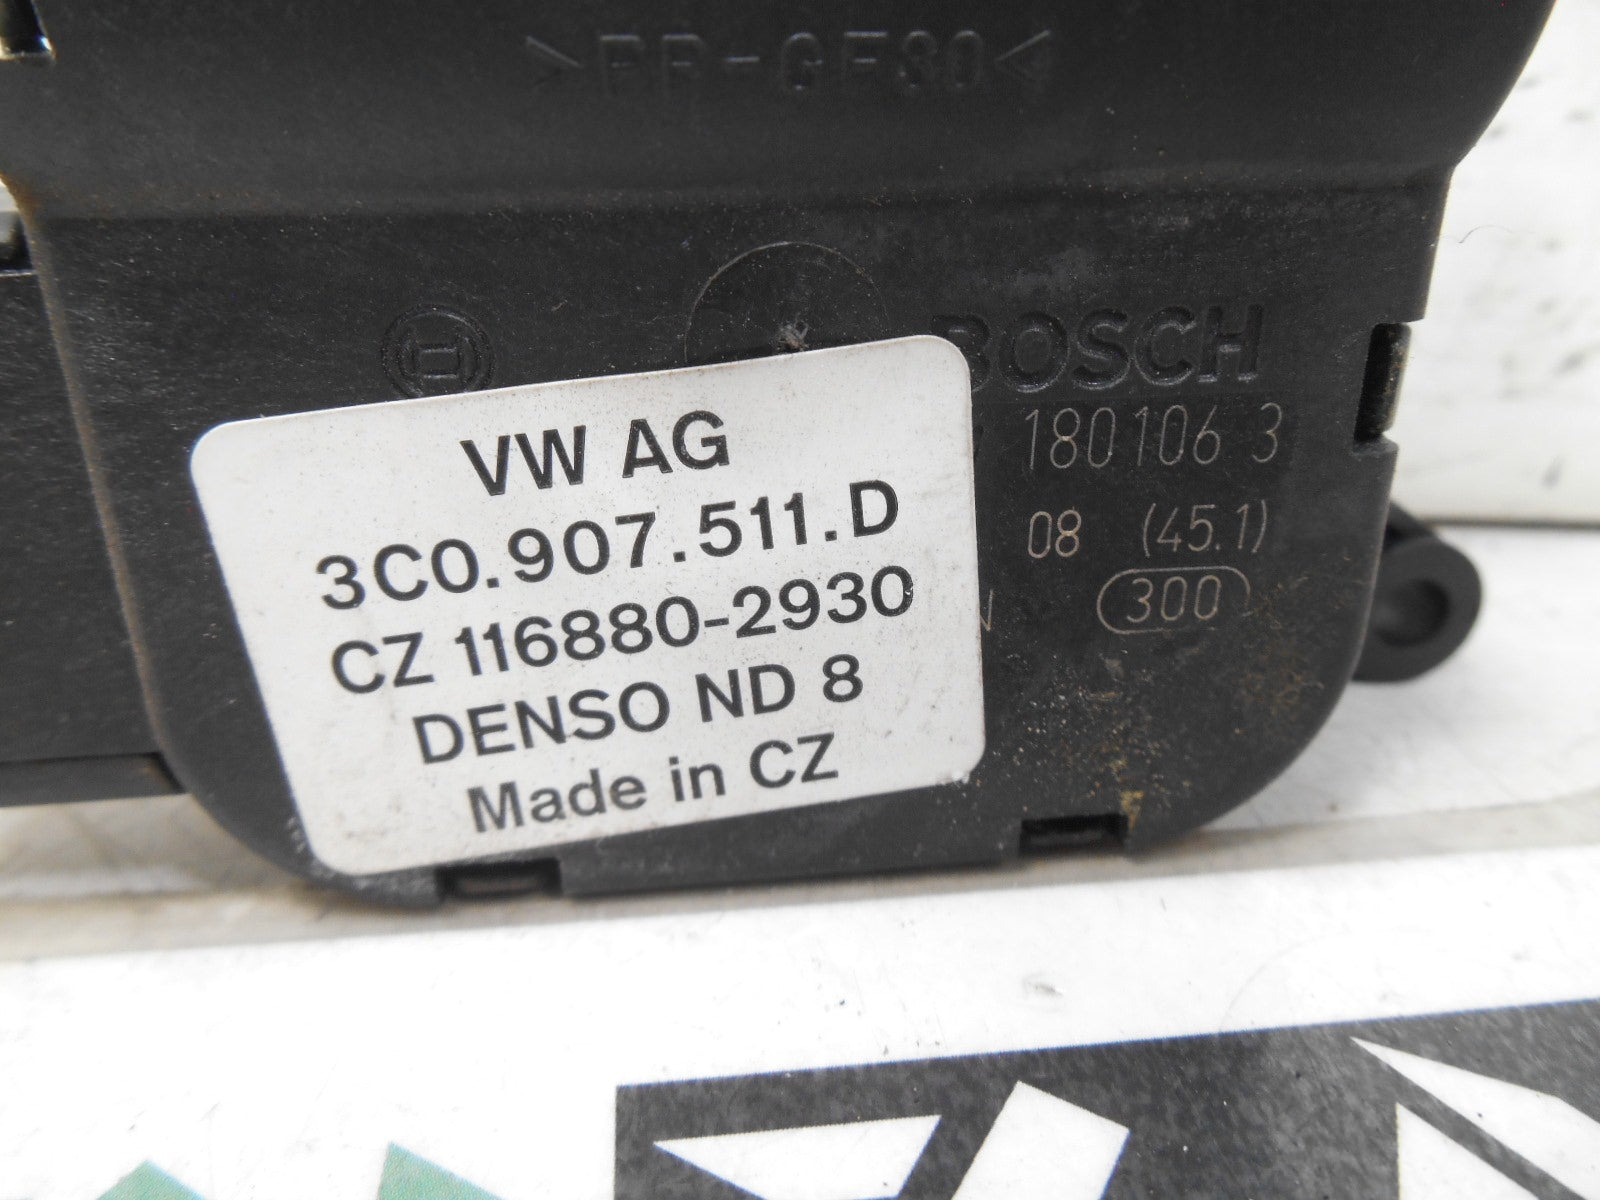 >PP-GF30<
BOSCH
180106 3
08 (45.1)
300
VW AG
3C0.907.511.D
CZ 116880-2930
DENSO ND 8
Made in CZ